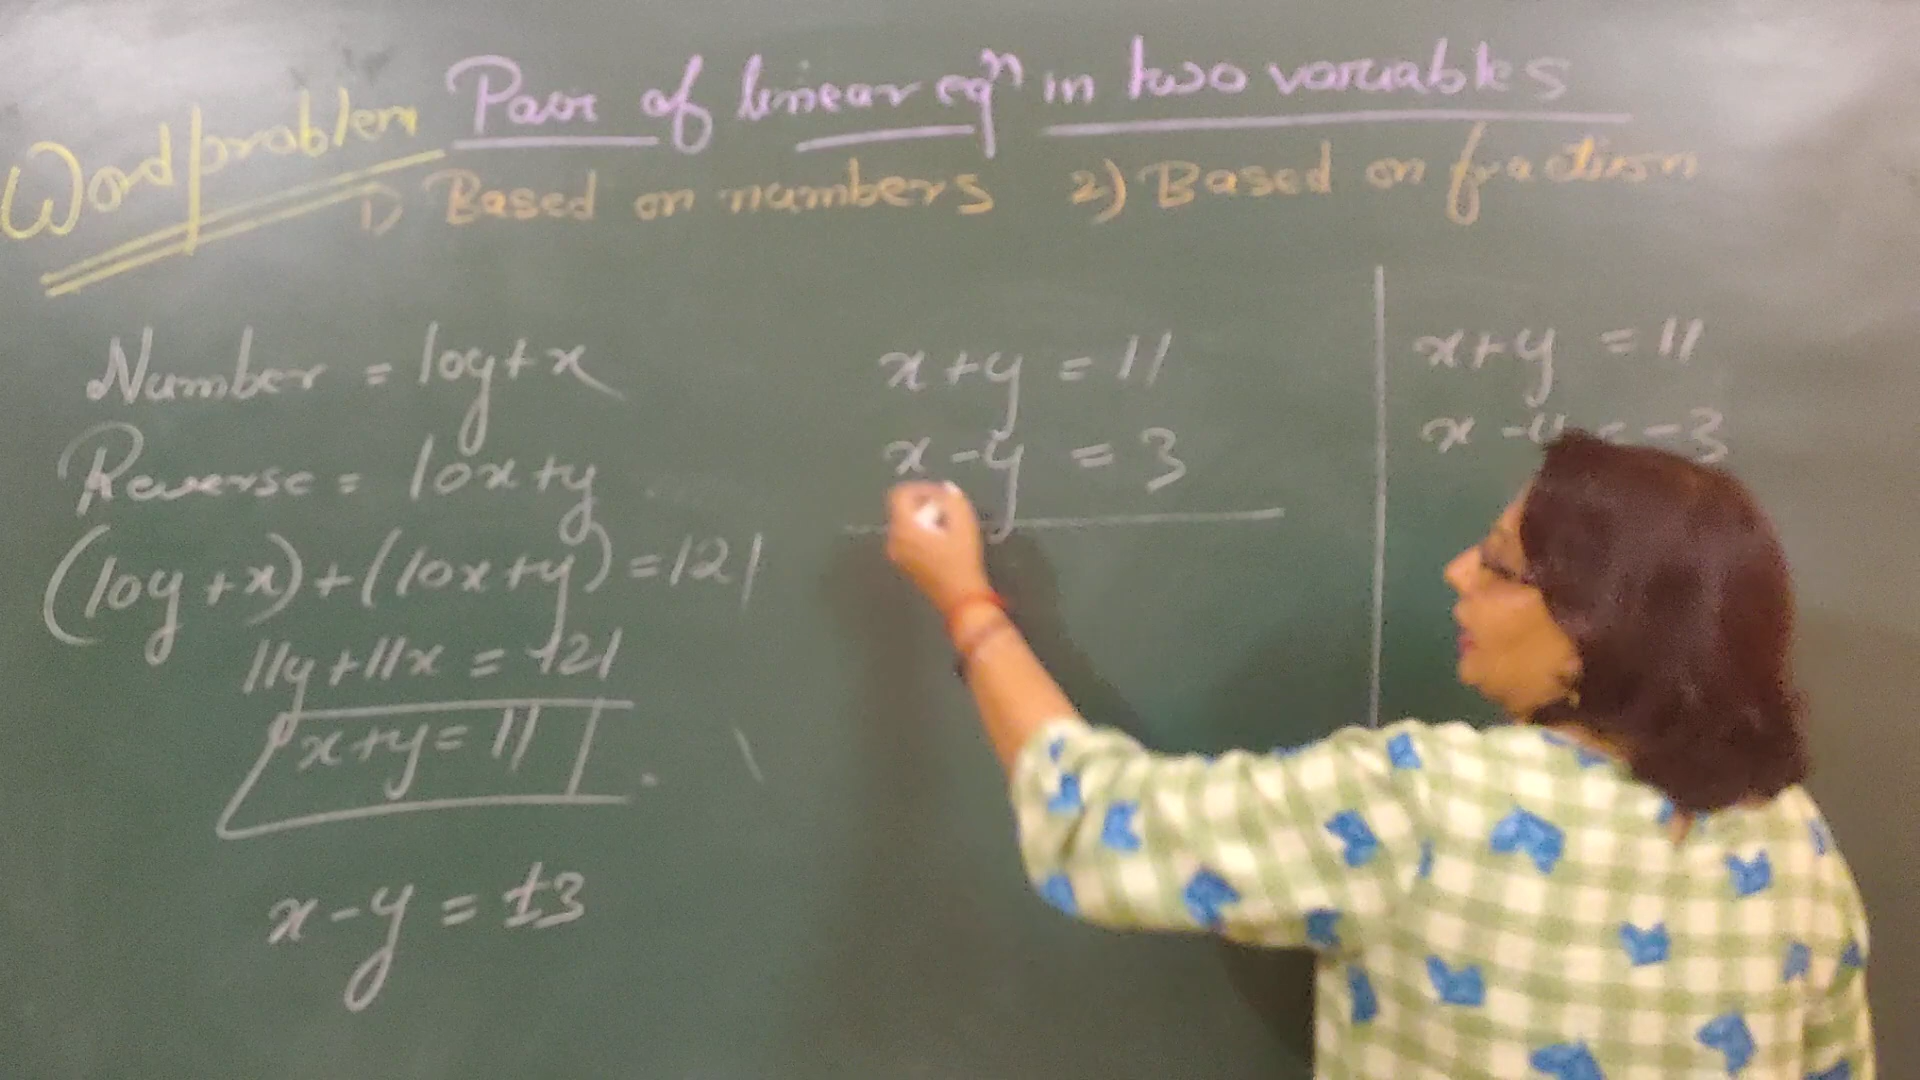 Word problem
Pair of linear eqⁿ in two variables
1) Based on numbers 2) Based on fraction
Number = 10y+x
Reverse = 10x+y
(10y+x)+(10x+y)=121
11y+11x = 121
x+y= 11
x-y = ±3
x+y = 11
x-y = 3
x+y = 11
x-y = -3